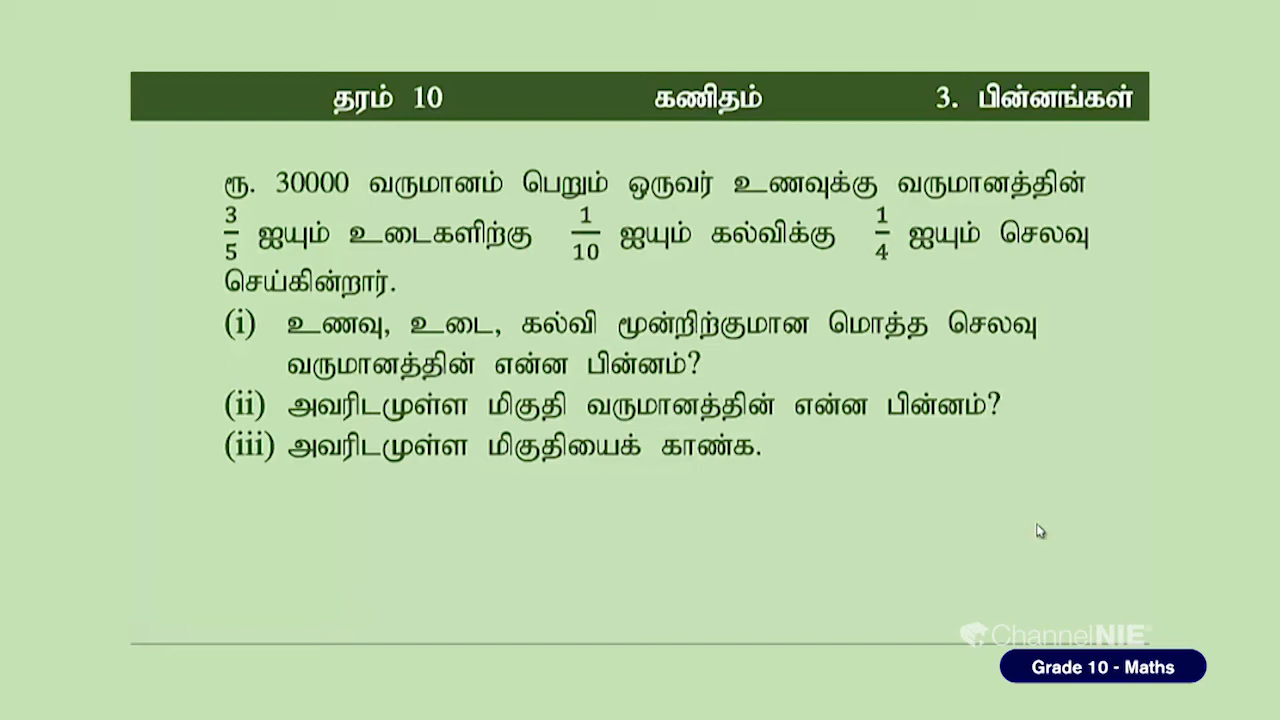 தரம் 10 கணிதம் 3. பின்னங்கள்
ரூ. 30000 வருமானம் பெறும் ஒருவர் உணவுக்கு வருமானத்தின்
3/5 ஐயும் உடைகளிற்கு 1/10 ஐயும் கல்விக்கு 1/4 ஐயும் செலவு
செய்கின்றார்.
(i) உணவு, உடை, கல்வி மூன்றிற்குமான மொத்த செலவு
வருமானத்தின் என்ன பின்னம்?
(ii) அவரிடமுள்ள மிகுதி வருமானத்தின் என்ன பின்னம்?
(iii) அவரிடமுள்ள மிகுதியைக் காண்க.
ChannelNIE
Grade 10 - Maths